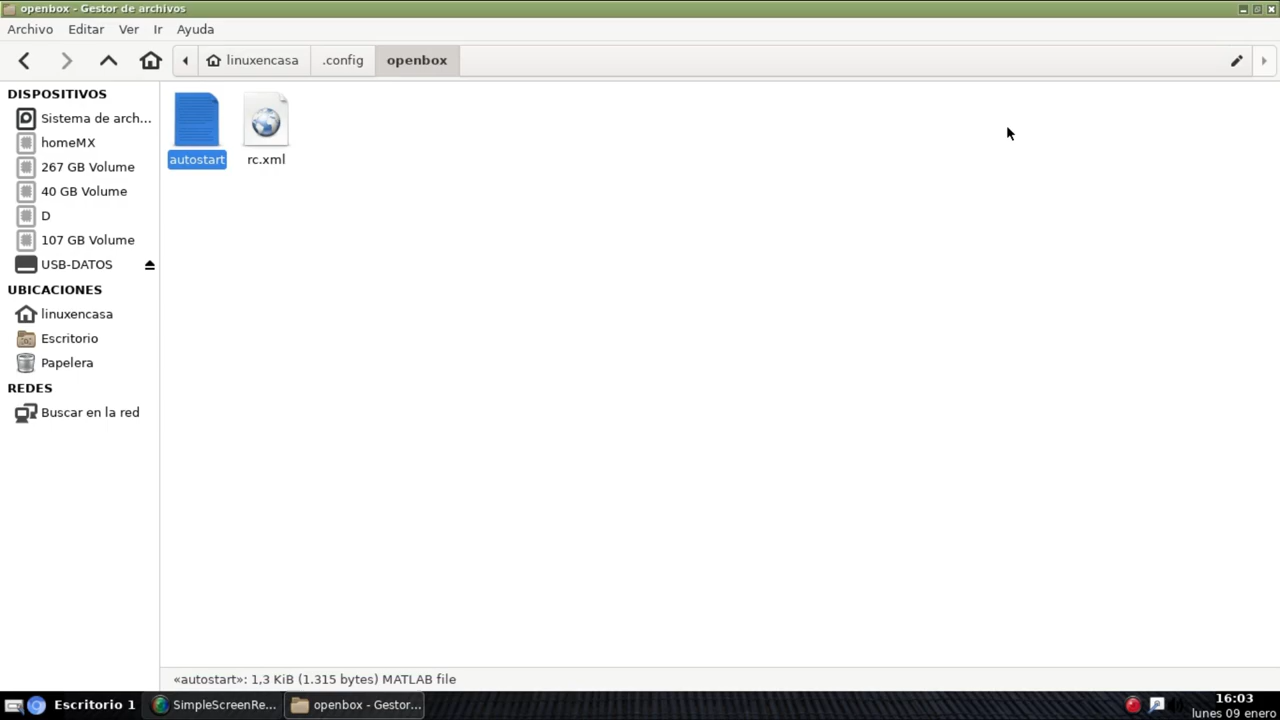 openbox - Gestor de archivos
Archivo Editar Ver Ir Ayuda
linuxencasa .config openbox
DISPOSITIVOS
Sistema de arch...
homeMX
267 GB Volume
40 GB Volume
D
107 GB Volume
USB-DATOS
UBICACIONES
linuxencasa
Escritorio
Papelera
REDES
Buscar en la red
autostart rc.xml
«autostart»: 1,3 KiB (1.315 bytes) MATLAB file
Escritorio 1 SimpleScreenRe... openbox - Gestor...
16:03
lunes 09 enero